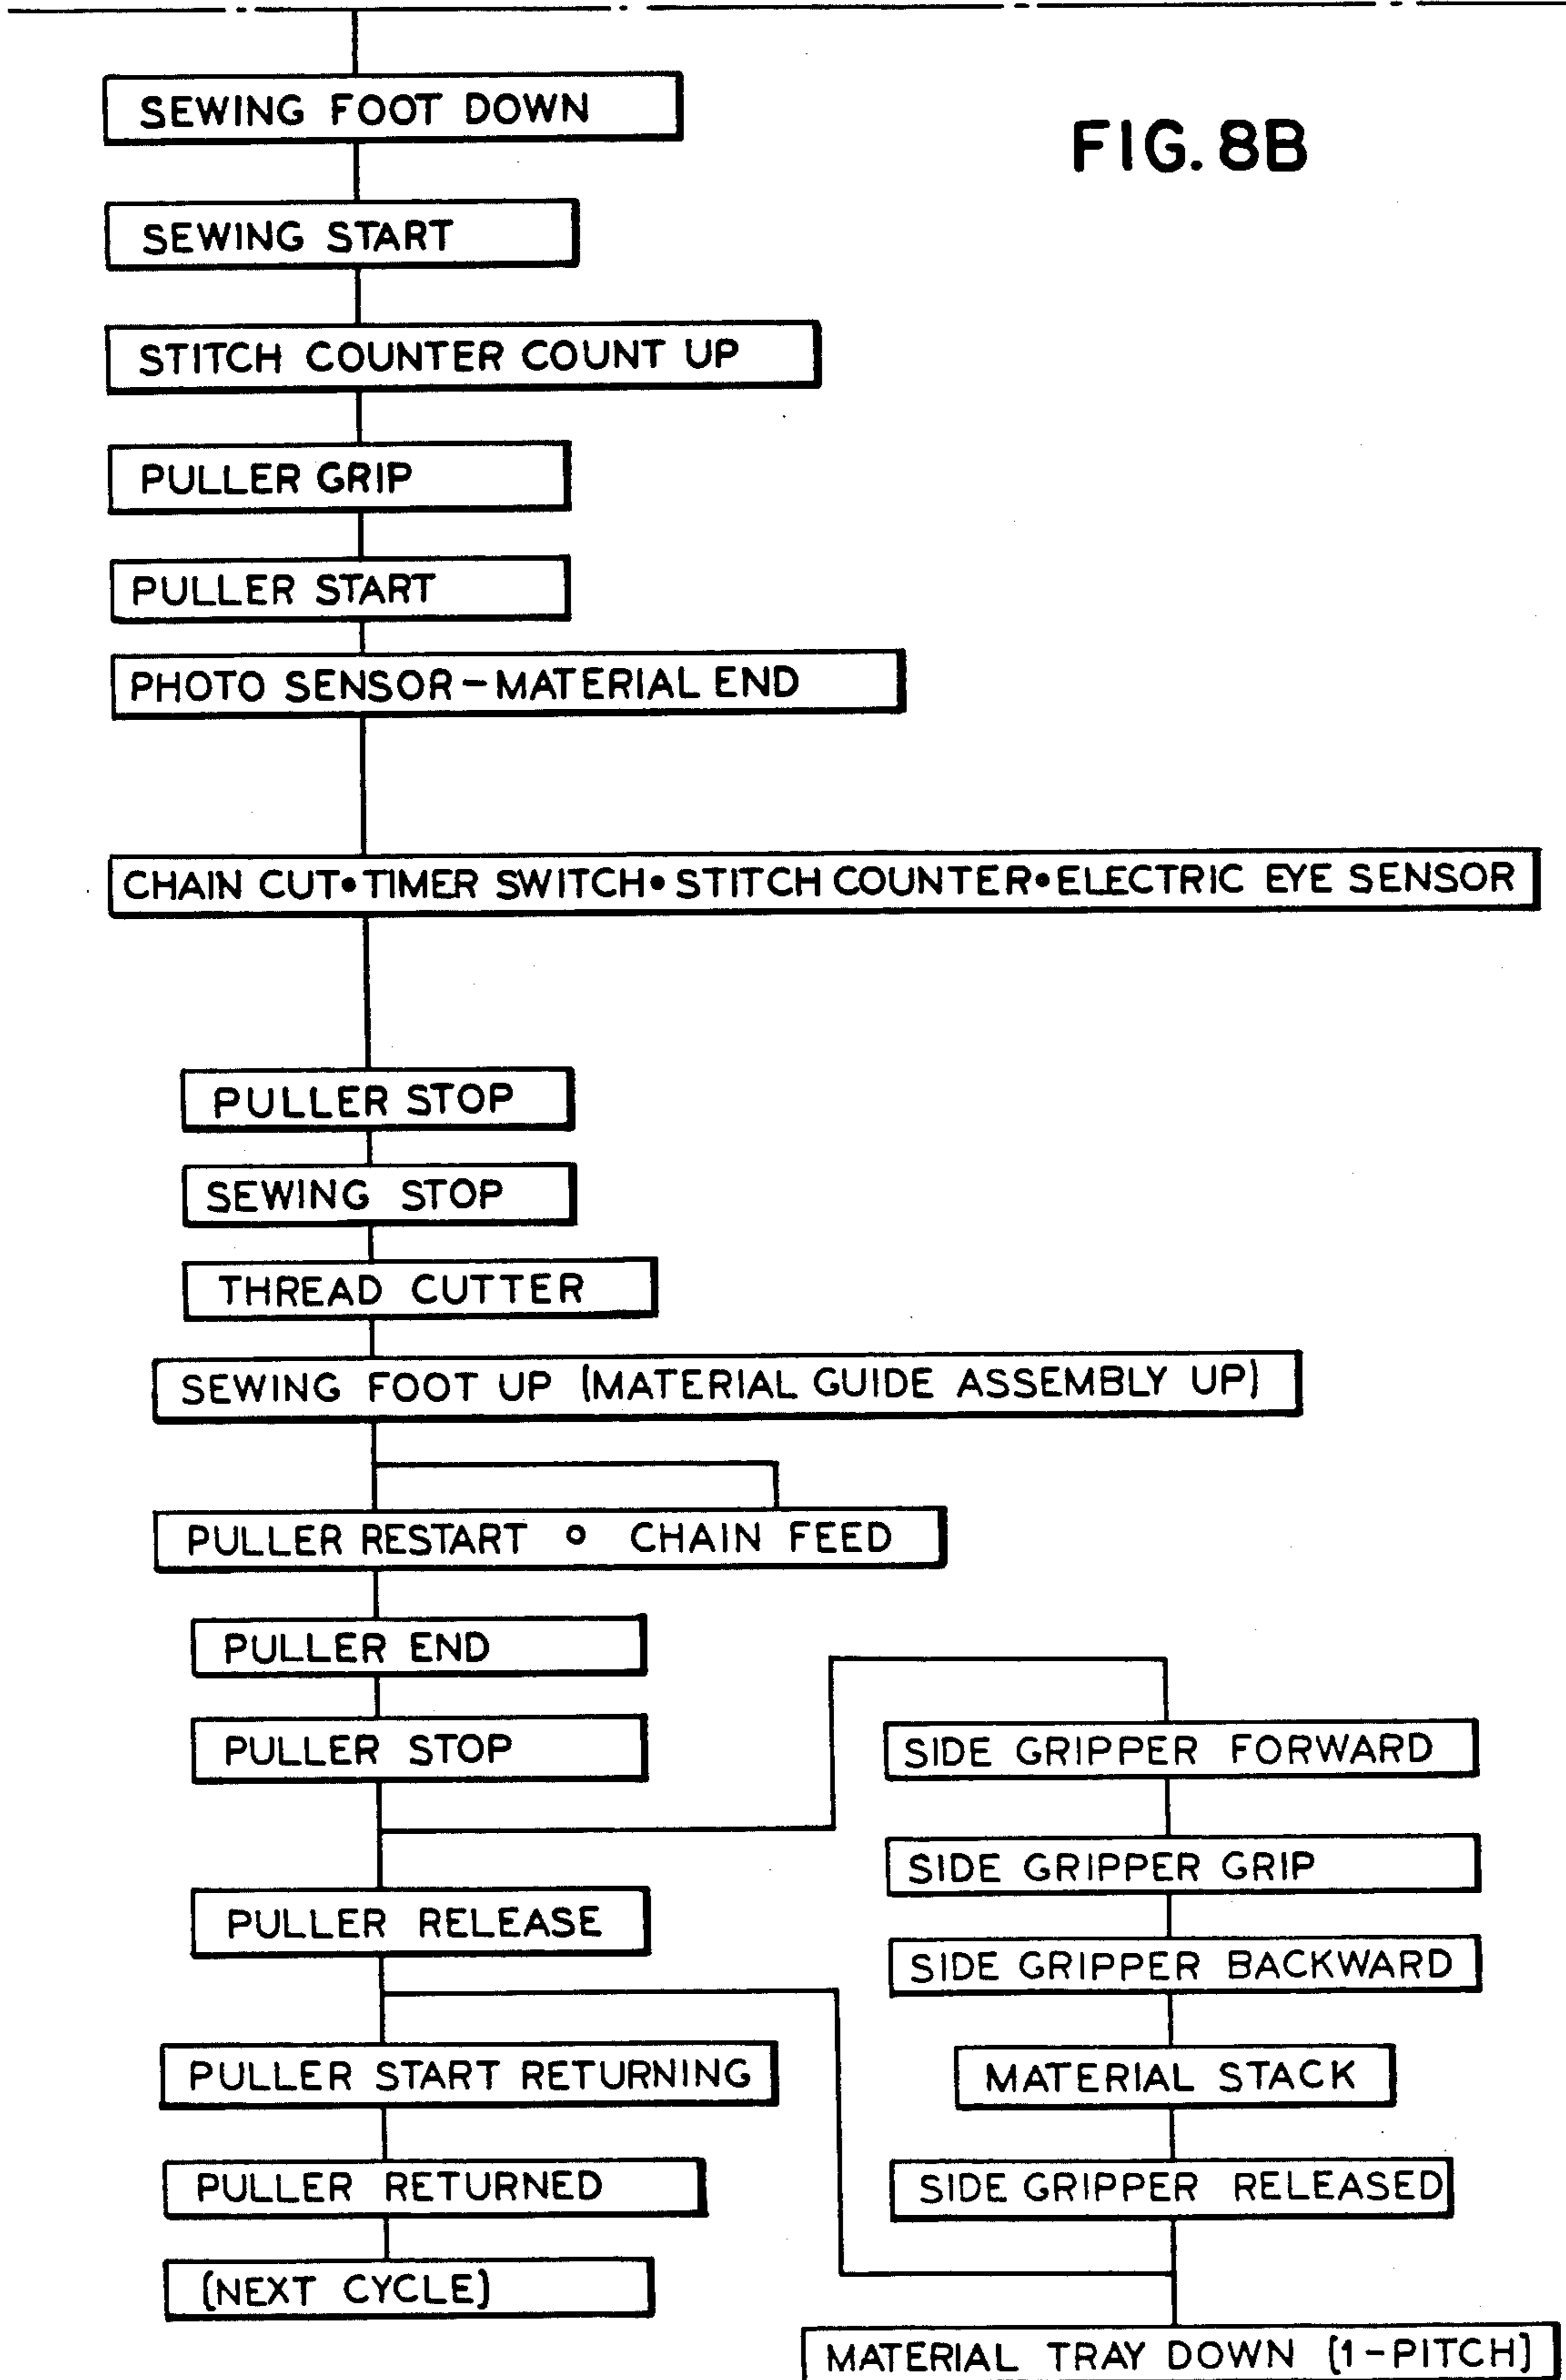 FIG. 8B
SEWING FOOT DOWN
SEWING START
STITCH COUNTER COUNT UP
PULLER GRIP
PULLER START
PHOTO SENSOR-MATERIAL END
CHAIN CUT•TIMER SWITCH•STITCH COUNTER•ELECTRIC EYE SENSOR
PULLER STOP
SEWING STOP
THREAD CUTTER
SEWING FOOT UP (MATERIAL GUIDE ASSEMBLY UP)
PULLER RESTART ° CHAIN FEED
PULLER END
PULLER STOP
PULLER RELEASE
PULLER START RETURNING
PULLER RETURNED
(NEXT CYCLE)
SIDE GRIPPER FORWARD
SIDE GRIPPER GRIP
SIDE GRIPPER BACKWARD
MATERIAL STACK
SIDE GRIPPER RELEASED
MATERIAL TRAY DOWN (1-PITCH)